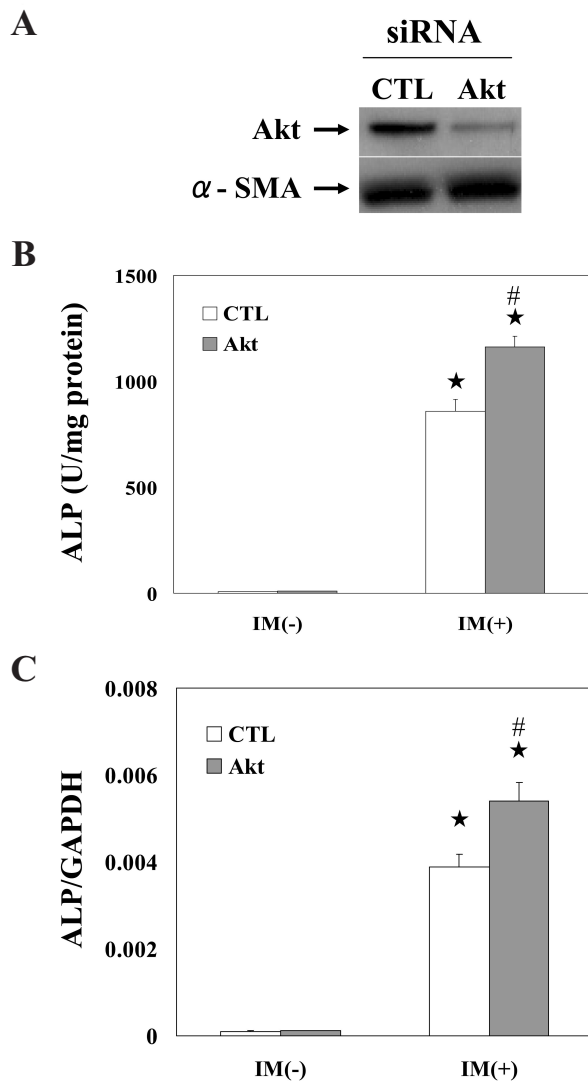 A
siRNA
CTL Akt
Akt
α - SMA
B
ALP (U/mg protein)
1500
1000
500
0
CTL
Akt
★
#
★
IM(-)
IM(+)
C
ALP/GAPDH
0.008
0.006
0.004
0.002
0
CTL
Akt
★
#
★
IM(-)
IM(+)